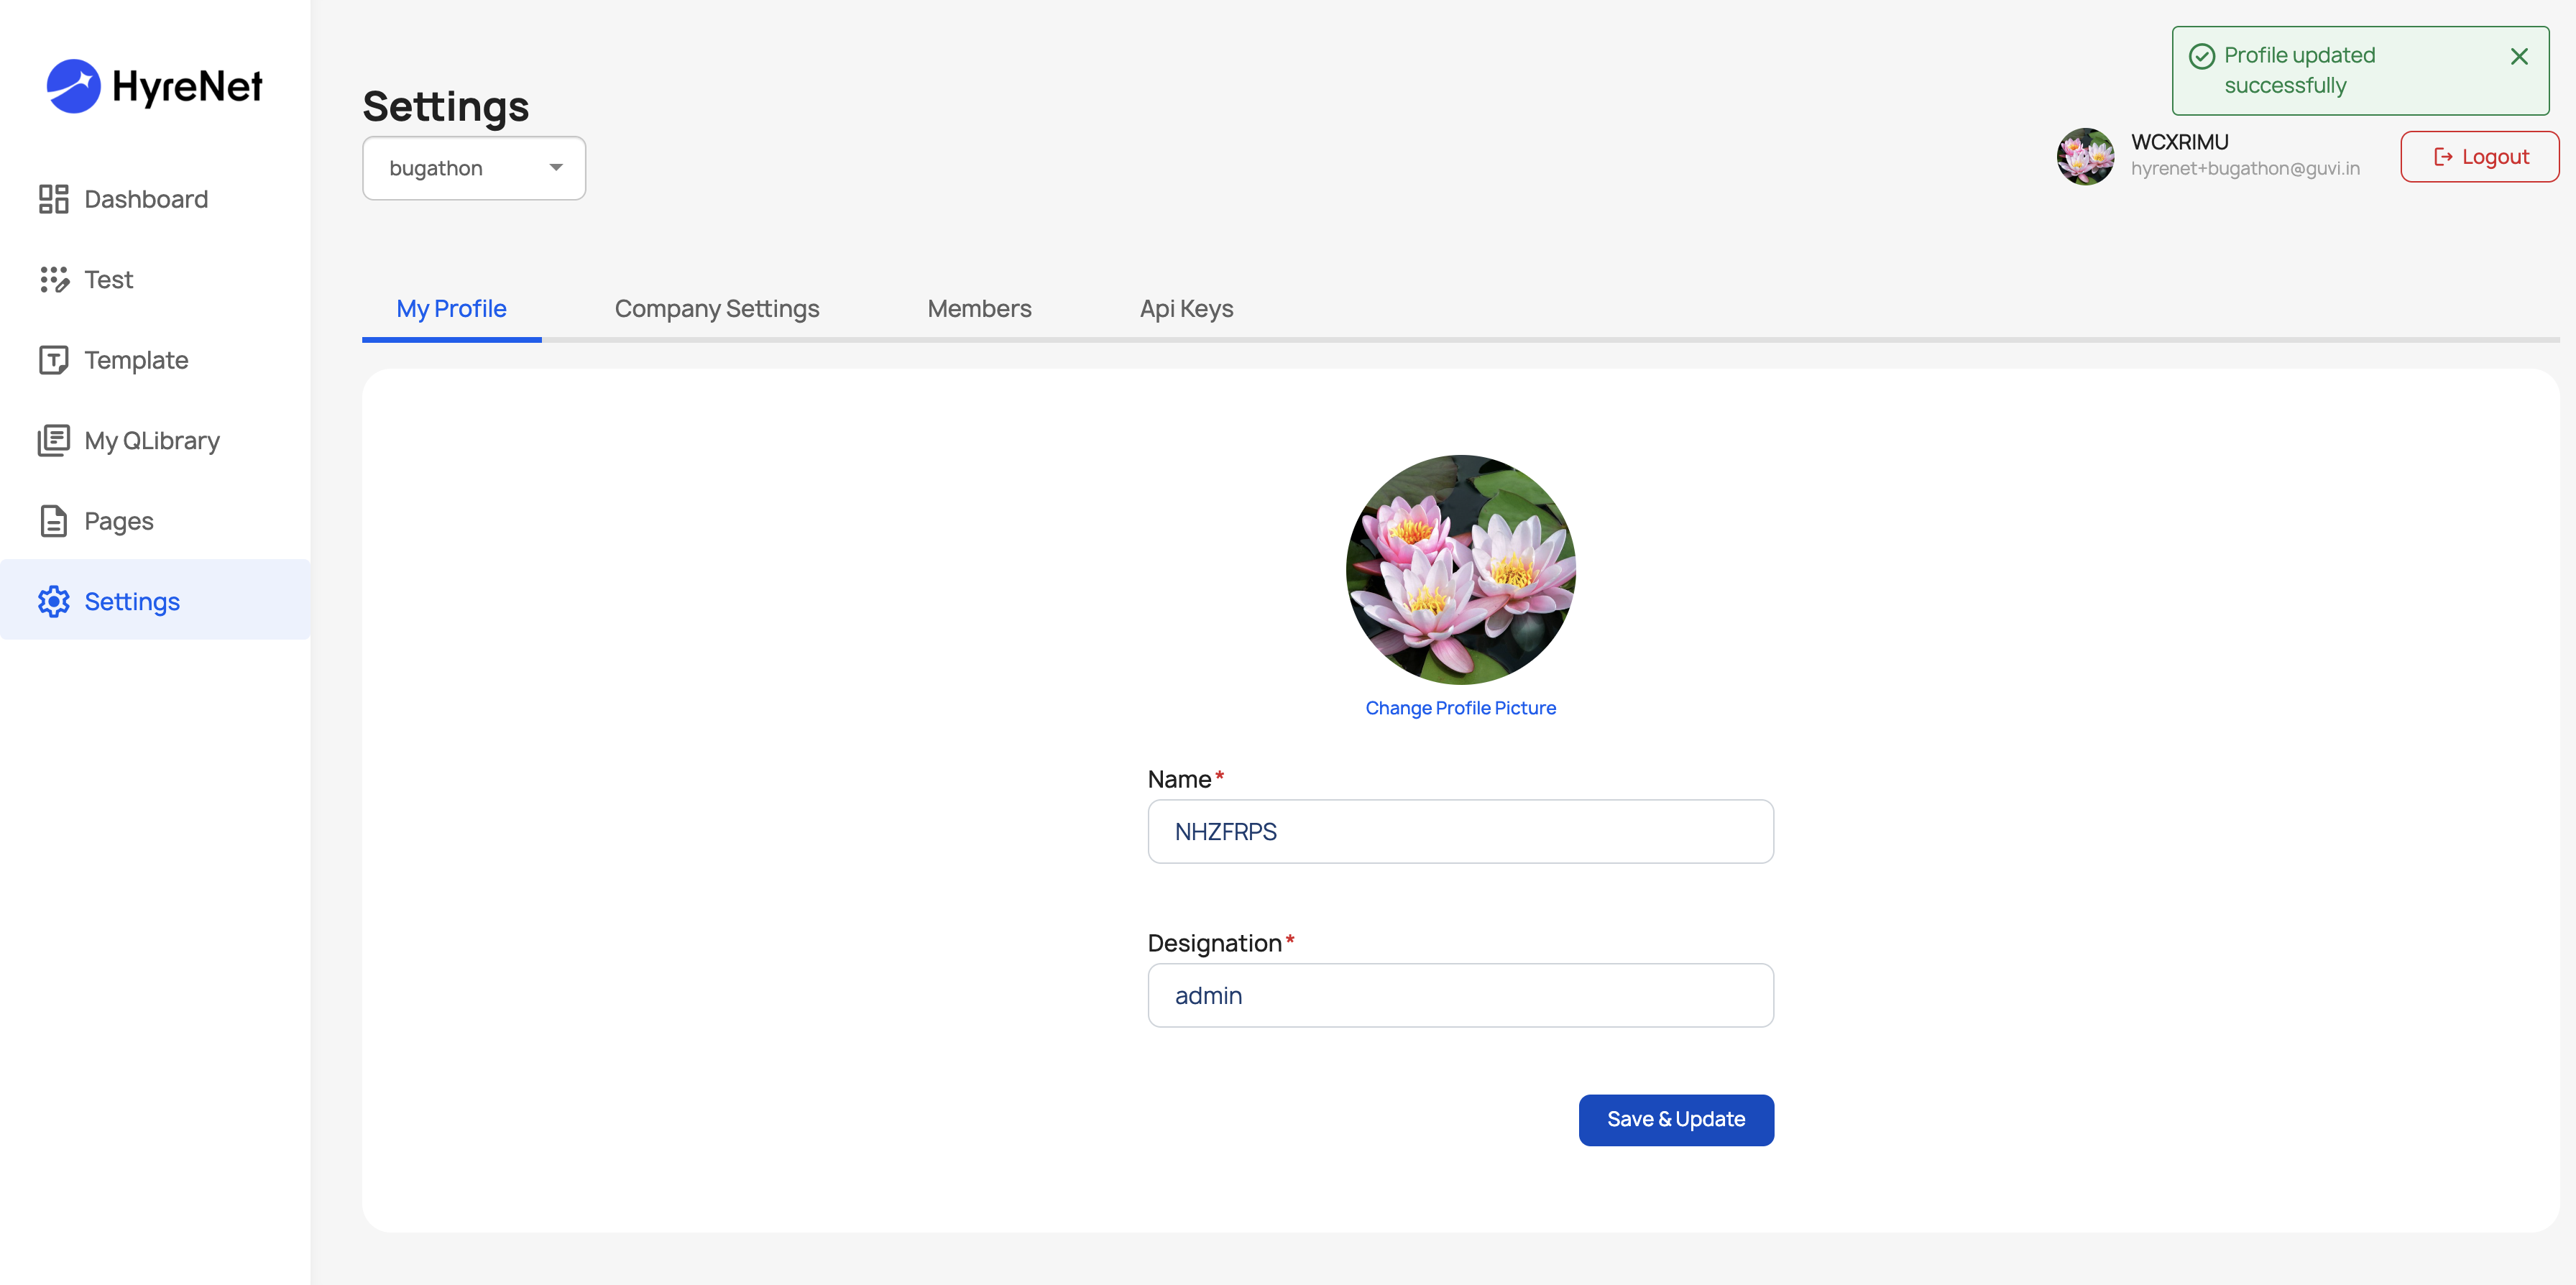 HyreNet
Dashboard
Test
Template
My QLibrary
Pages
Settings
Settings
bugathon
Profile updated
successfully
WCXRIMU
hyrenet+bugathon@guvi.in
Logout
My Profile
Company Settings
Members
Api Keys
Change Profile Picture
Name*
NHZFRPS
Designation*
admin
Save & Update